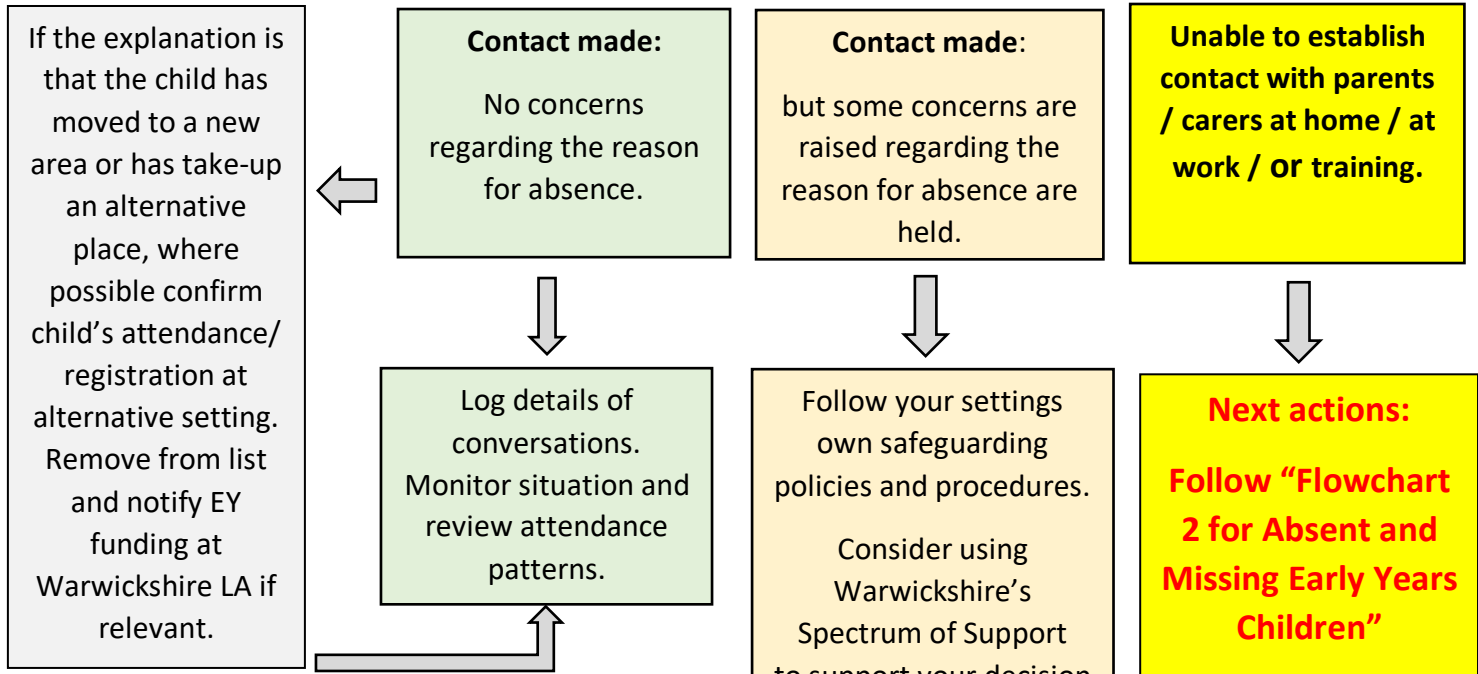 If the explanation is
that the child has
moved to a new
area or has take-up
an alternative
place, where
possible confirm
child’s attendance/
registration at
alternative setting.
Remove from list
and notify EY
funding at
Warwickshire LA if
relevant.
Contact made:
No concerns
regarding the reason
for absence.
Log details of
conversations.
Monitor situation and
review attendance
patterns.
Contact made:
but some concerns are
raised regarding the
reason for absence are
held.
Follow your settings
own safeguarding
policies and procedures.
Consider using
Warwickshire’s
Spectrum of Support
to support your decision
Unable to establish
contact with parents
/ carers at home / at
work / or training.
Next actions:
Follow “Flowchart
2 for Absent and
Missing Early Years
Children”